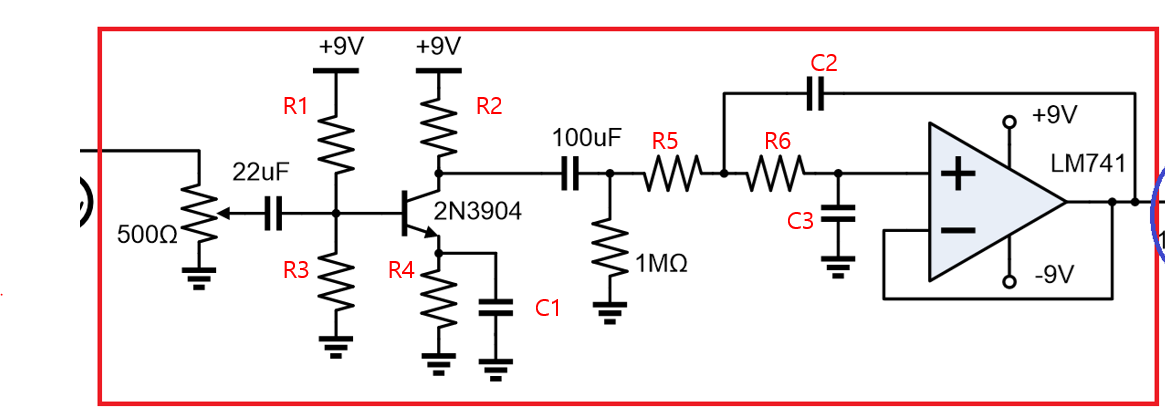 +9V
+9V
C2
R1
R2
+9V
100uF
R5
R6
LM741
22uF
2N3904
500Ω
C3
R3
R4
1MΩ
-9V
C1